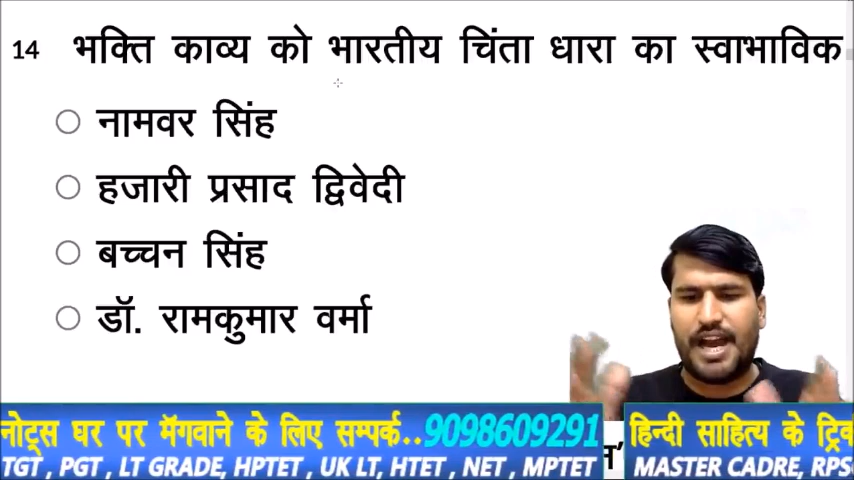 14 भक्ति काव्य को भारतीय चिंता धारा का स्वाभाविक
नामवर सिंह
हजारी प्रसाद द्विवेदी
बच्चन सिंह
डॉ. रामकुमार वर्मा
नोट्स घर पर मॅगवाने के लिए सम्पर्क..9098609291
TGT , PGT , LT GRADE, HPTET , UK LT, HTET , NET , MPTET
हिन्दी साहित्य के
MASTER CADRE,